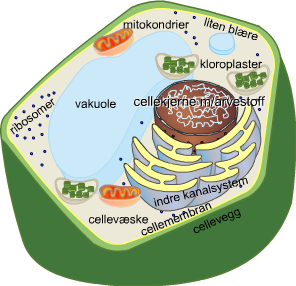 mitokondrier
liten blære
kloroplaster
ribosomer
vakuole
cellekjerne m/arvestoff
indre kanalsystem
cellevæske
cellemembran
cellevegg